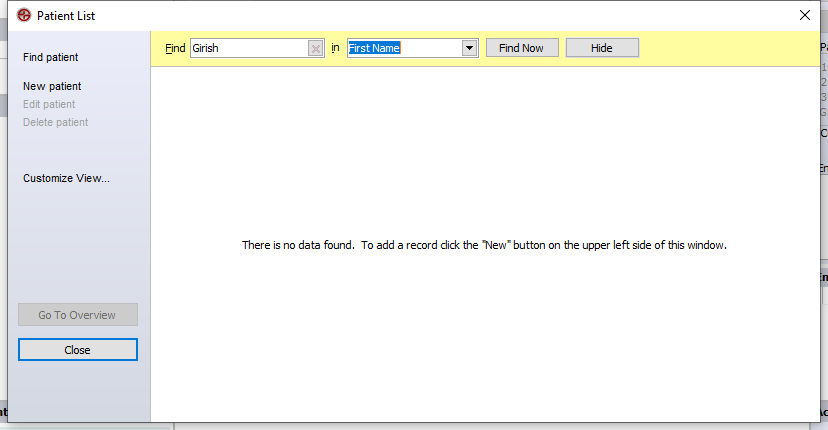 Patient List
Find patient
New patient
Edit patient
Delete patient
Customize View...
Go To Overview
Close
Find Girish in First Name Find Now Hide
There is no data found. To add a record click the "New" button on the upper left side of this window.